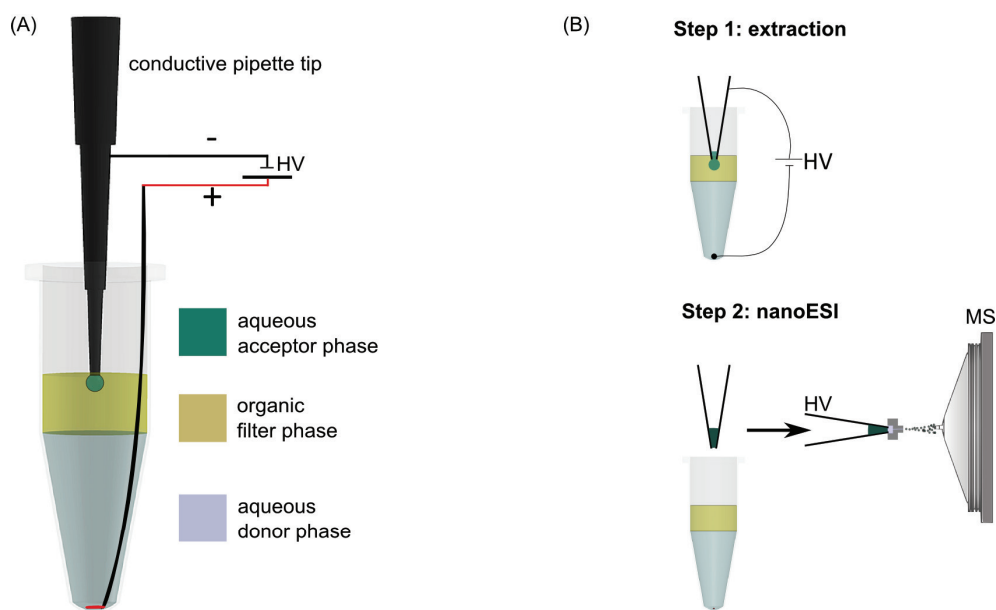 (A)
conductive pipette tip
-
HV
+
aqueous
acceptor phase
organic
filter phase
aqueous
donor phase
(B)
Step 1: extraction
HV
Step 2: nanoESI
MS
HV